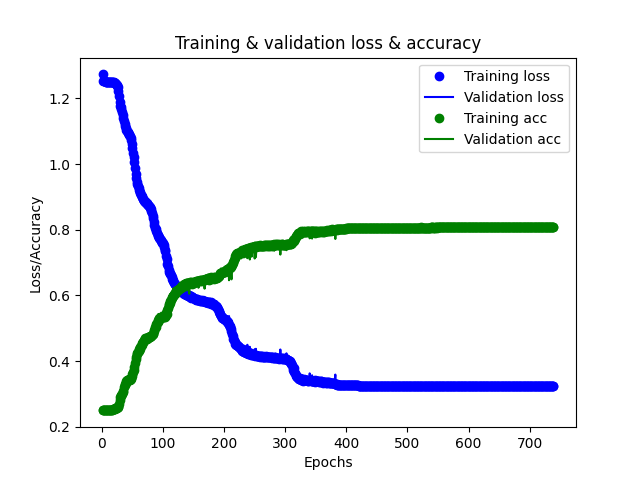 Training & validation loss & accuracy
Training loss
Validation loss
Training acc
Validation acc
1.2
1.0
0.8
0.6
0.4
0.2
Loss/Accuracy
0 100 200 300 400 500 600 700
Epochs